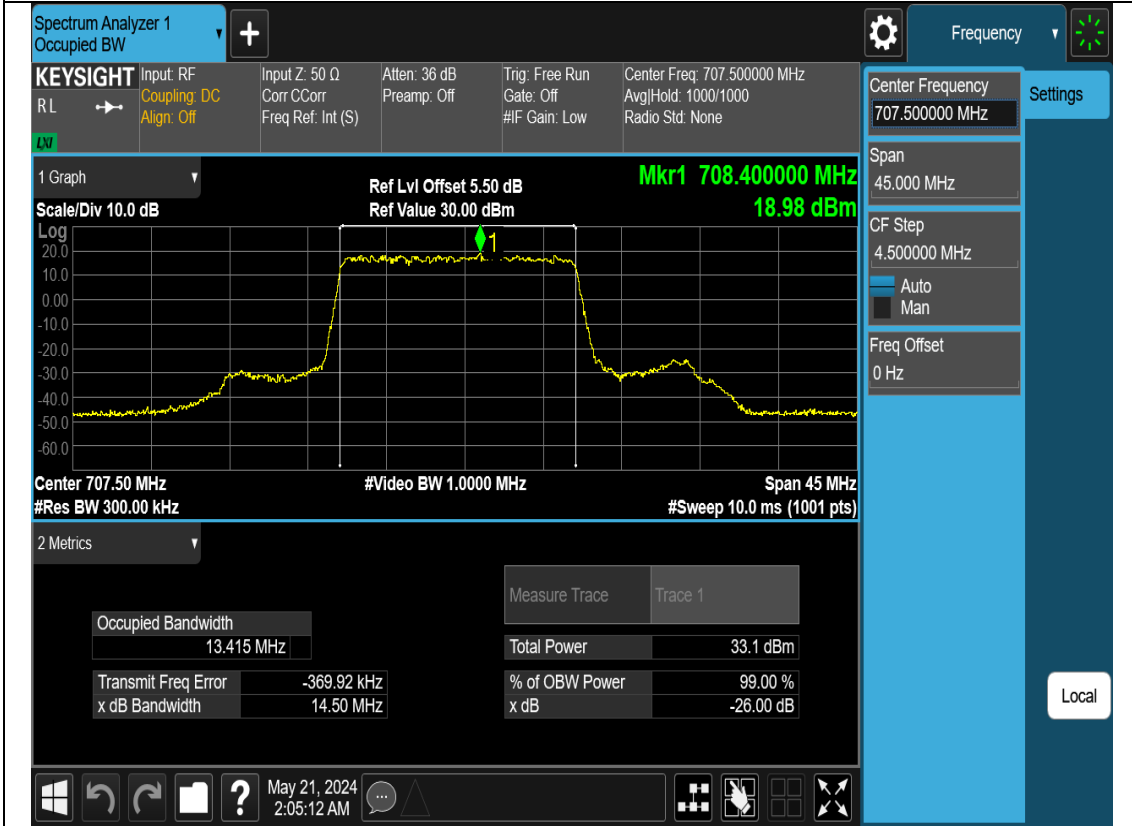 Spectrum Analyzer 1
Occupied BW
Frequency
KEYSIGHT
R L
LXI
Input: RF
Coupling: DC
Align: Off
Input Z: 50 Ω
Corr CCorr
Freq Ref: Int (S)
Atten: 36 dB
Preamp: Off
Trig: Free Run
Gate: Off
#IF Gain: Low
Center Freq: 707.500000 MHz
Avg|Hold: 1000/1000
Radio Std: None
Center Frequency
707.500000 MHz
Settings
Span
45.000 MHz
CF Step
4.500000 MHz
Auto
Man
Freq Offset
0 Hz
Local
1 Graph
Scale/Div 10.0 dB
Ref Lvl Offset 5.50 dB
Ref Value 30.00 dBm
Mkr1 708.400000 MHz
18.98 dBm
Log
1
20.0
10.0
0.00
-10.0
-20.0
-30.0
-40.0
-50.0
-60.0
Center 707.50 MHz
#Video BW 1.0000 MHz
Span 45 MHz
#Res BW 300.00 kHz
#Sweep 10.0 ms (1001 pts)
2 Metrics
Measure Trace Trace 1
Occupied Bandwidth
13.415 MHz
Total Power 33.1 dBm
Transmit Freq Error -369.92 kHz
% of OBW Power 99.00 %
x dB Bandwidth 14.50 MHz
x dB -26.00 dB
May 21, 2024
2:05:12 AM